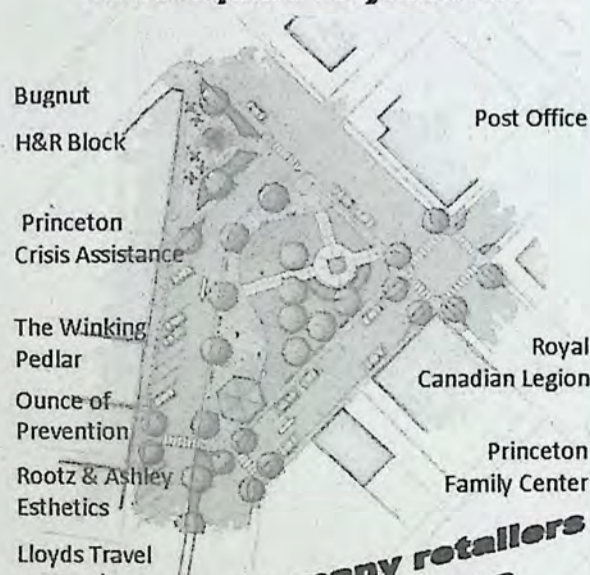 Bugnut
H&R Block
Princeton
Crisis Assistance
The Winking
Pedlar
Ounce of
Prevention
Rootz & Ashley
Esthetics
Lloyds Travel
Post Office
Royal
Canadian Legion
Princeton
Family Center
retailers